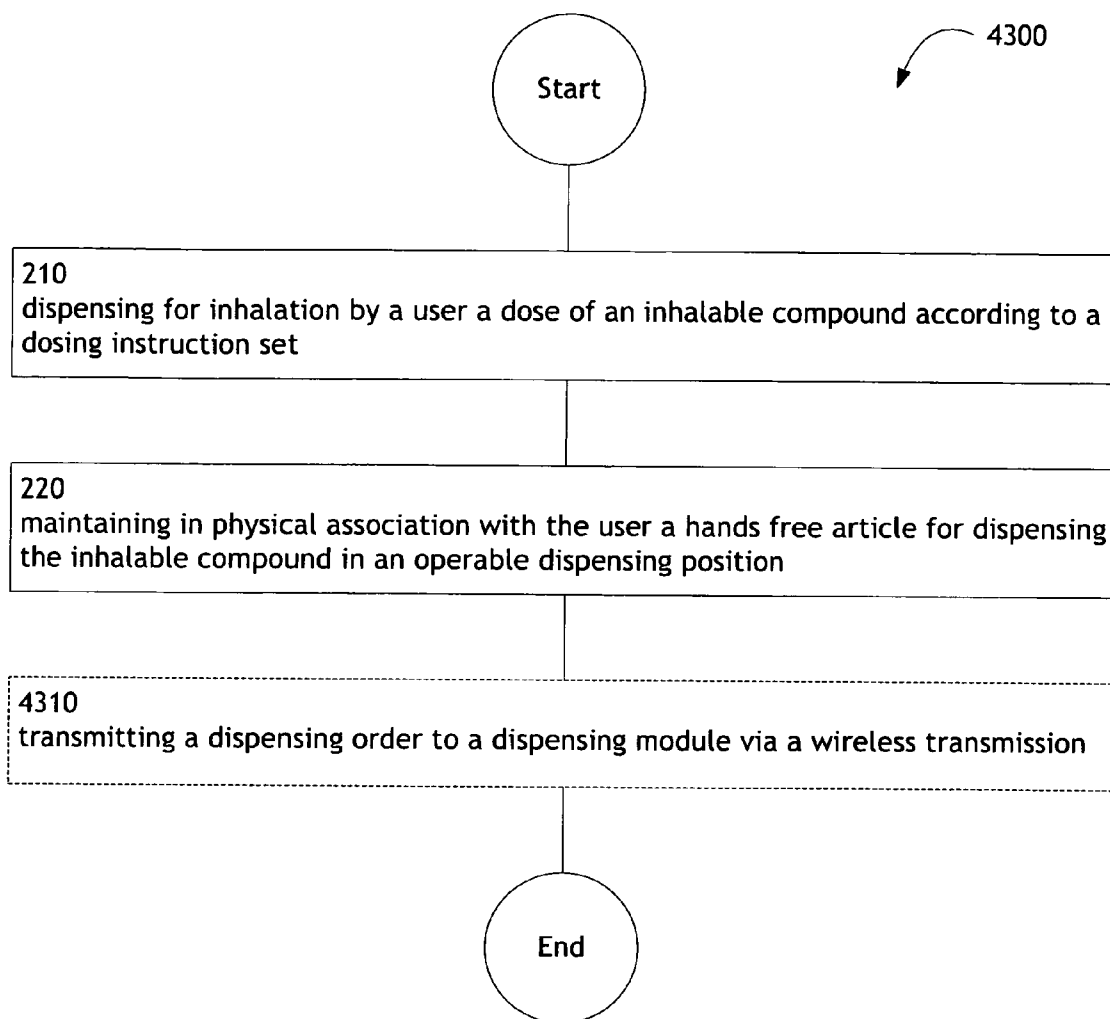 4300
Start
210
dispensing for inhalation by a user a dose of an inhalable compound according to a
dosing instruction set
220
maintaining in physical association with the user a hands free article for dispensing
the inhalable compound in an operable dispensing position
4310
transmitting a dispensing order to a dispensing module via a wireless transmission
End